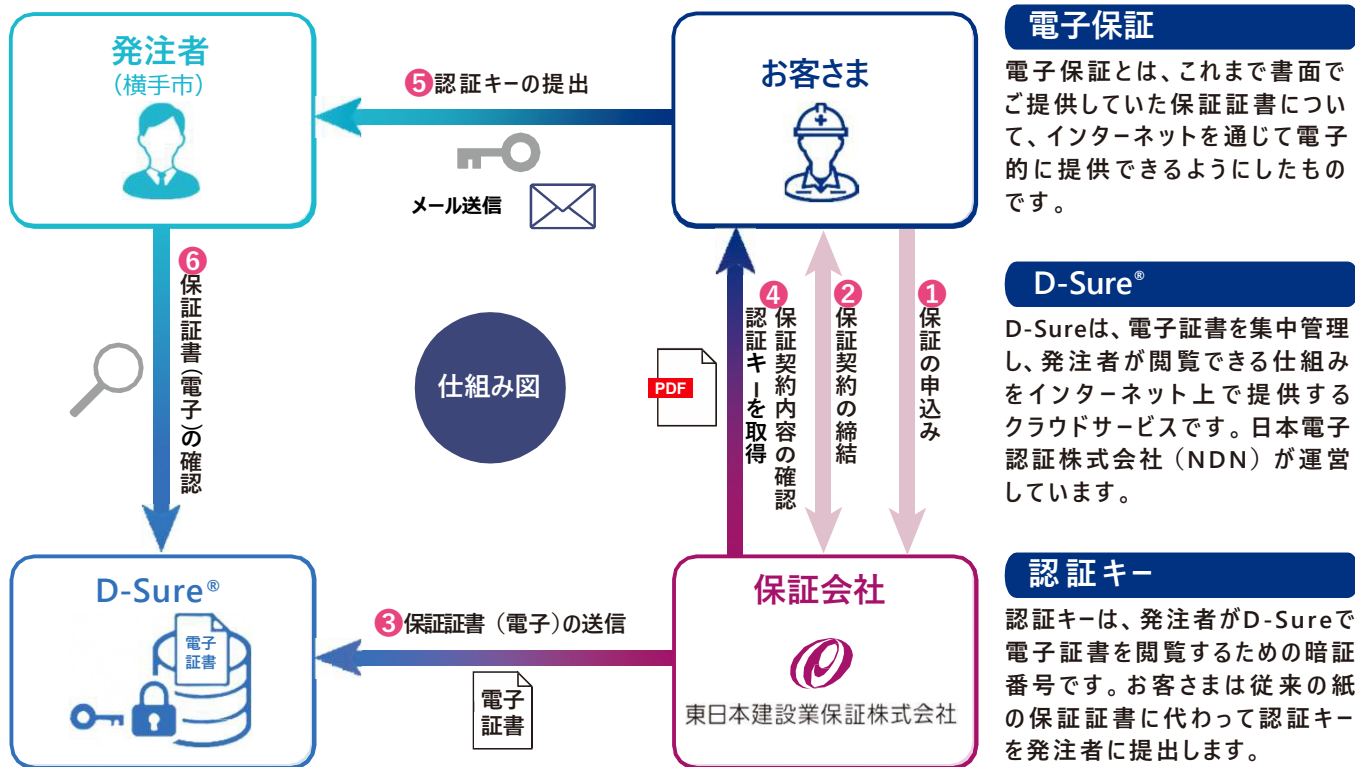 発注者
(横手市)
❺認証キーの提出
メール送信
お客さま
❻保証証書(電子)の確認
仕組み図
PDF
❹保証契約内容の確認
認証キーを取得
❷保証契約の締結
❶保証の申込み
D-Sure®
電子
証書
❸保証証書（電子）の送信
電子
証書
保証会社
東日本建設業保証株式会社
電子保証
電子保証とは、これまで書面で
ご提供していた保証証書につい
て、インターネットを通じて電子
的に提供できるようにしたもの
です。
D-Sure®
D-Sureは、電子証書を集中管理
し、発注者が閲覧できる仕組み
をインターネット上で提供する
クラウドサービスです。日本電子
認証株式会社（NDN）が運営
しています。
認証キー
認証キーは、発注者がD-Sureで
電子証書を閲覧するための暗証
番号です。お客さまは従来の紙
の保証証書に代わって認証キー
を発注者に提出します。